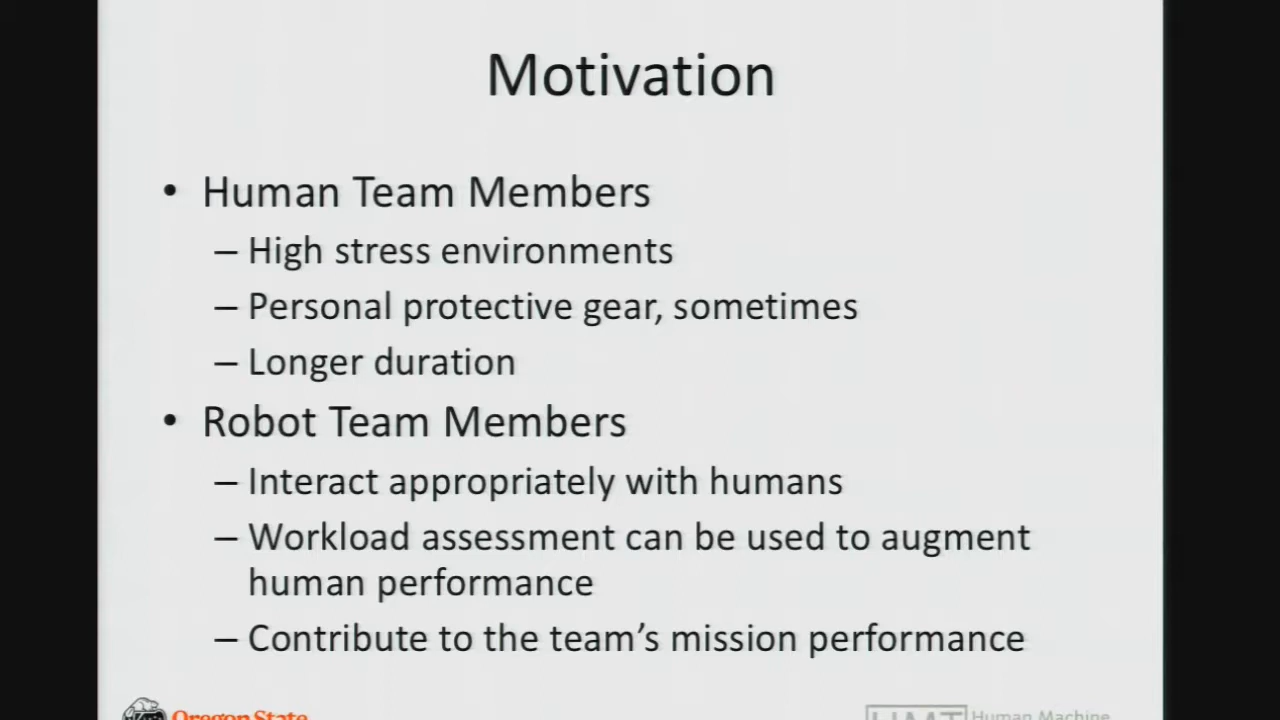 Motivation
• Human Team Members
– High stress environments
– Personal protective gear, sometimes
– Longer duration
• Robot Team Members
– Interact appropriately with humans
– Workload assessment can be used to augment
human performance
– Contribute to the team’s mission performance
Oregon State
HMT Human Machine